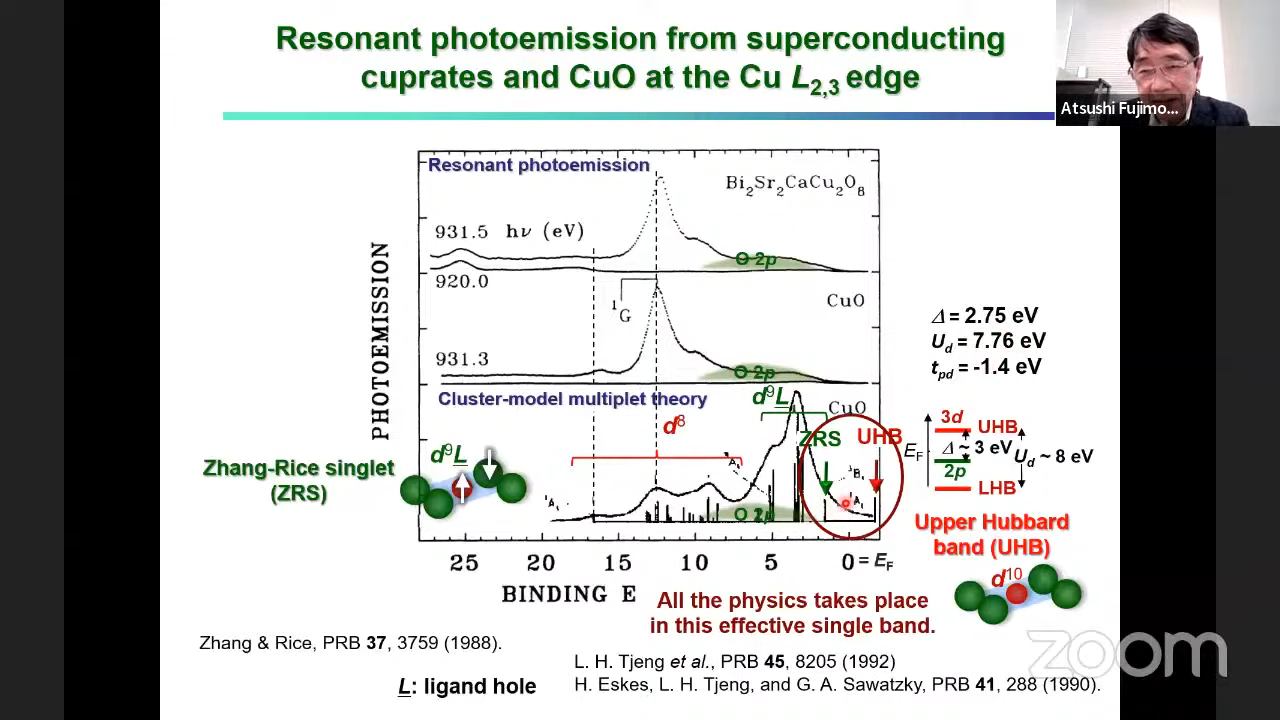 Resonant photoemission from superconducting
cuprates and CuO at the Cu L2,3 edge
Atsushi Fujimo...
Resonant photoemission
Bi2Sr2CaCu2O8
931.5 hν (eV)
O 2p
920.0
1G
CuO
931.3
O 2p
PHOTOEMISSION
Δ = 2.75 eV
Ud = 7.76 eV
tpd = -1.4 eV
Cluster-model multiplet theory
d9L
CuO
d8
ZRS
UHB
3d
UHB
EF
Δ ~ 3 eV
Ud ~ 8 eV
2p
LHB
Zhang-Rice singlet
(ZRS)
d9L
1A1
1A1
3B1
1A1
O 2p
Upper Hubbard
band (UHB)
d10
25 20 15 10 5 0 = EF
BINDING E
All the physics takes place
in this effective single band.
Zhang & Rice, PRB 37, 3759 (1988).
L. H. Tjeng et al., PRB 45, 8205 (1992)
L: ligand hole
H. Eskes, L. H. Tjeng, and G. A. Sawatzky, PRB 41, 288 (1990).
zoom